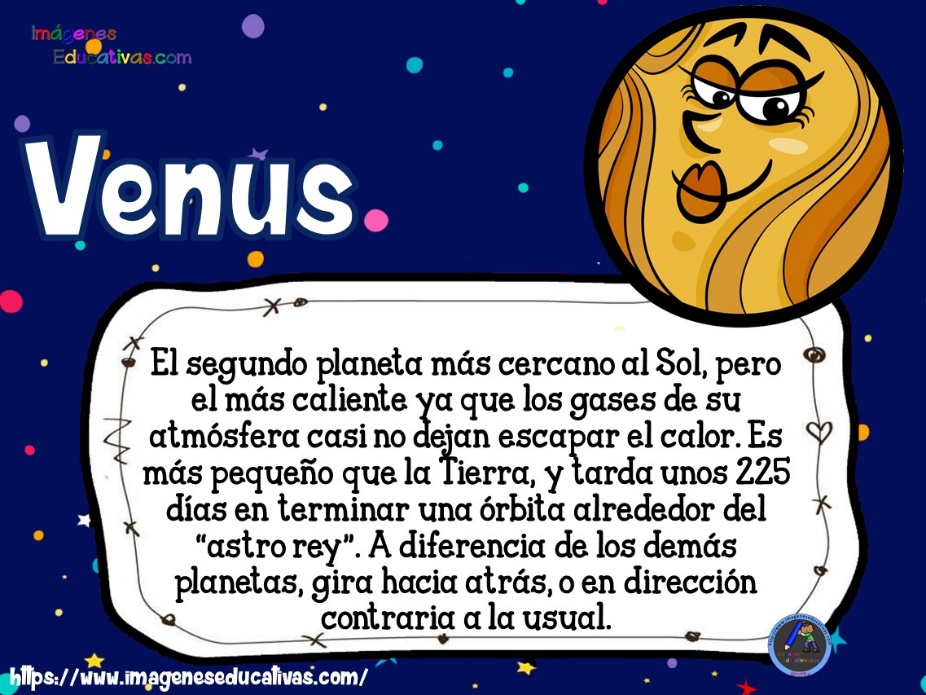 Imágenes
Educativas.com
Venus
El segundo planeta más cercano al Sol, pero
el más caliente ya que los gases de su
atmósfera casi no dejan escapar el calor. Es
más pequeño que la Tierra, y tarda unos 225
días en terminar una órbita alrededor del
“astro rey”. A diferencia de los demás
planetas, gira hacia atrás, o en dirección
contraria a la usual.
https://www.imageneseducativas.com/